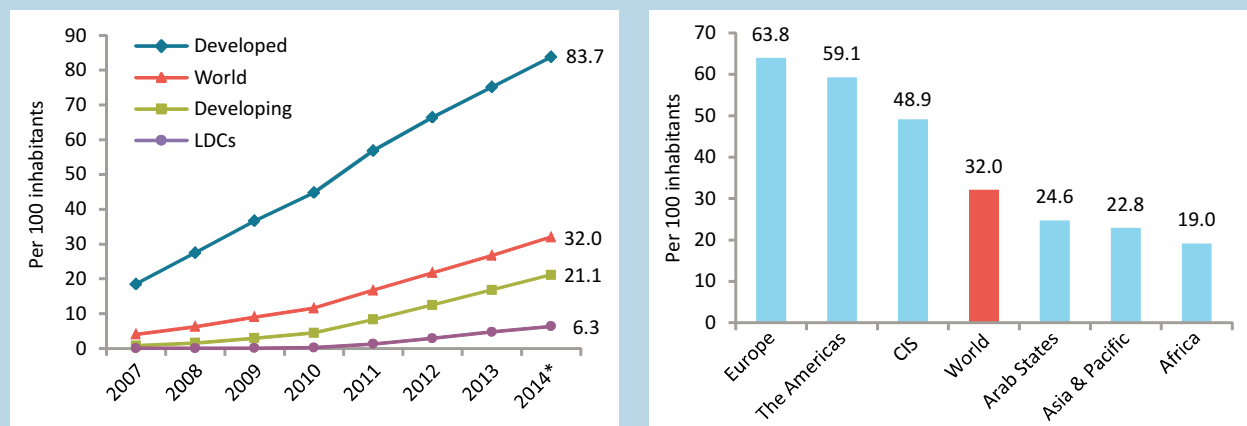 Per 100 inhabitants
90
80
70
60
50
40
30
20
10
0
Developed
World
Developing
LDCs
83.7
32.0
21.1
6.3
2007
2008
2009
2010
2011
2012
2013
2014*
Per 100 inhabitants
70
60
50
40
30
20
10
0
63.8
59.1
48.9
32.0
24.6
22.8
19.0
Europe
The Americas
CIS
World
Arab States
Asia & Pacific
Africa